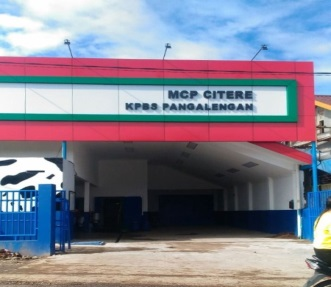 MCP CITERE
KPBS PANGALENGAN